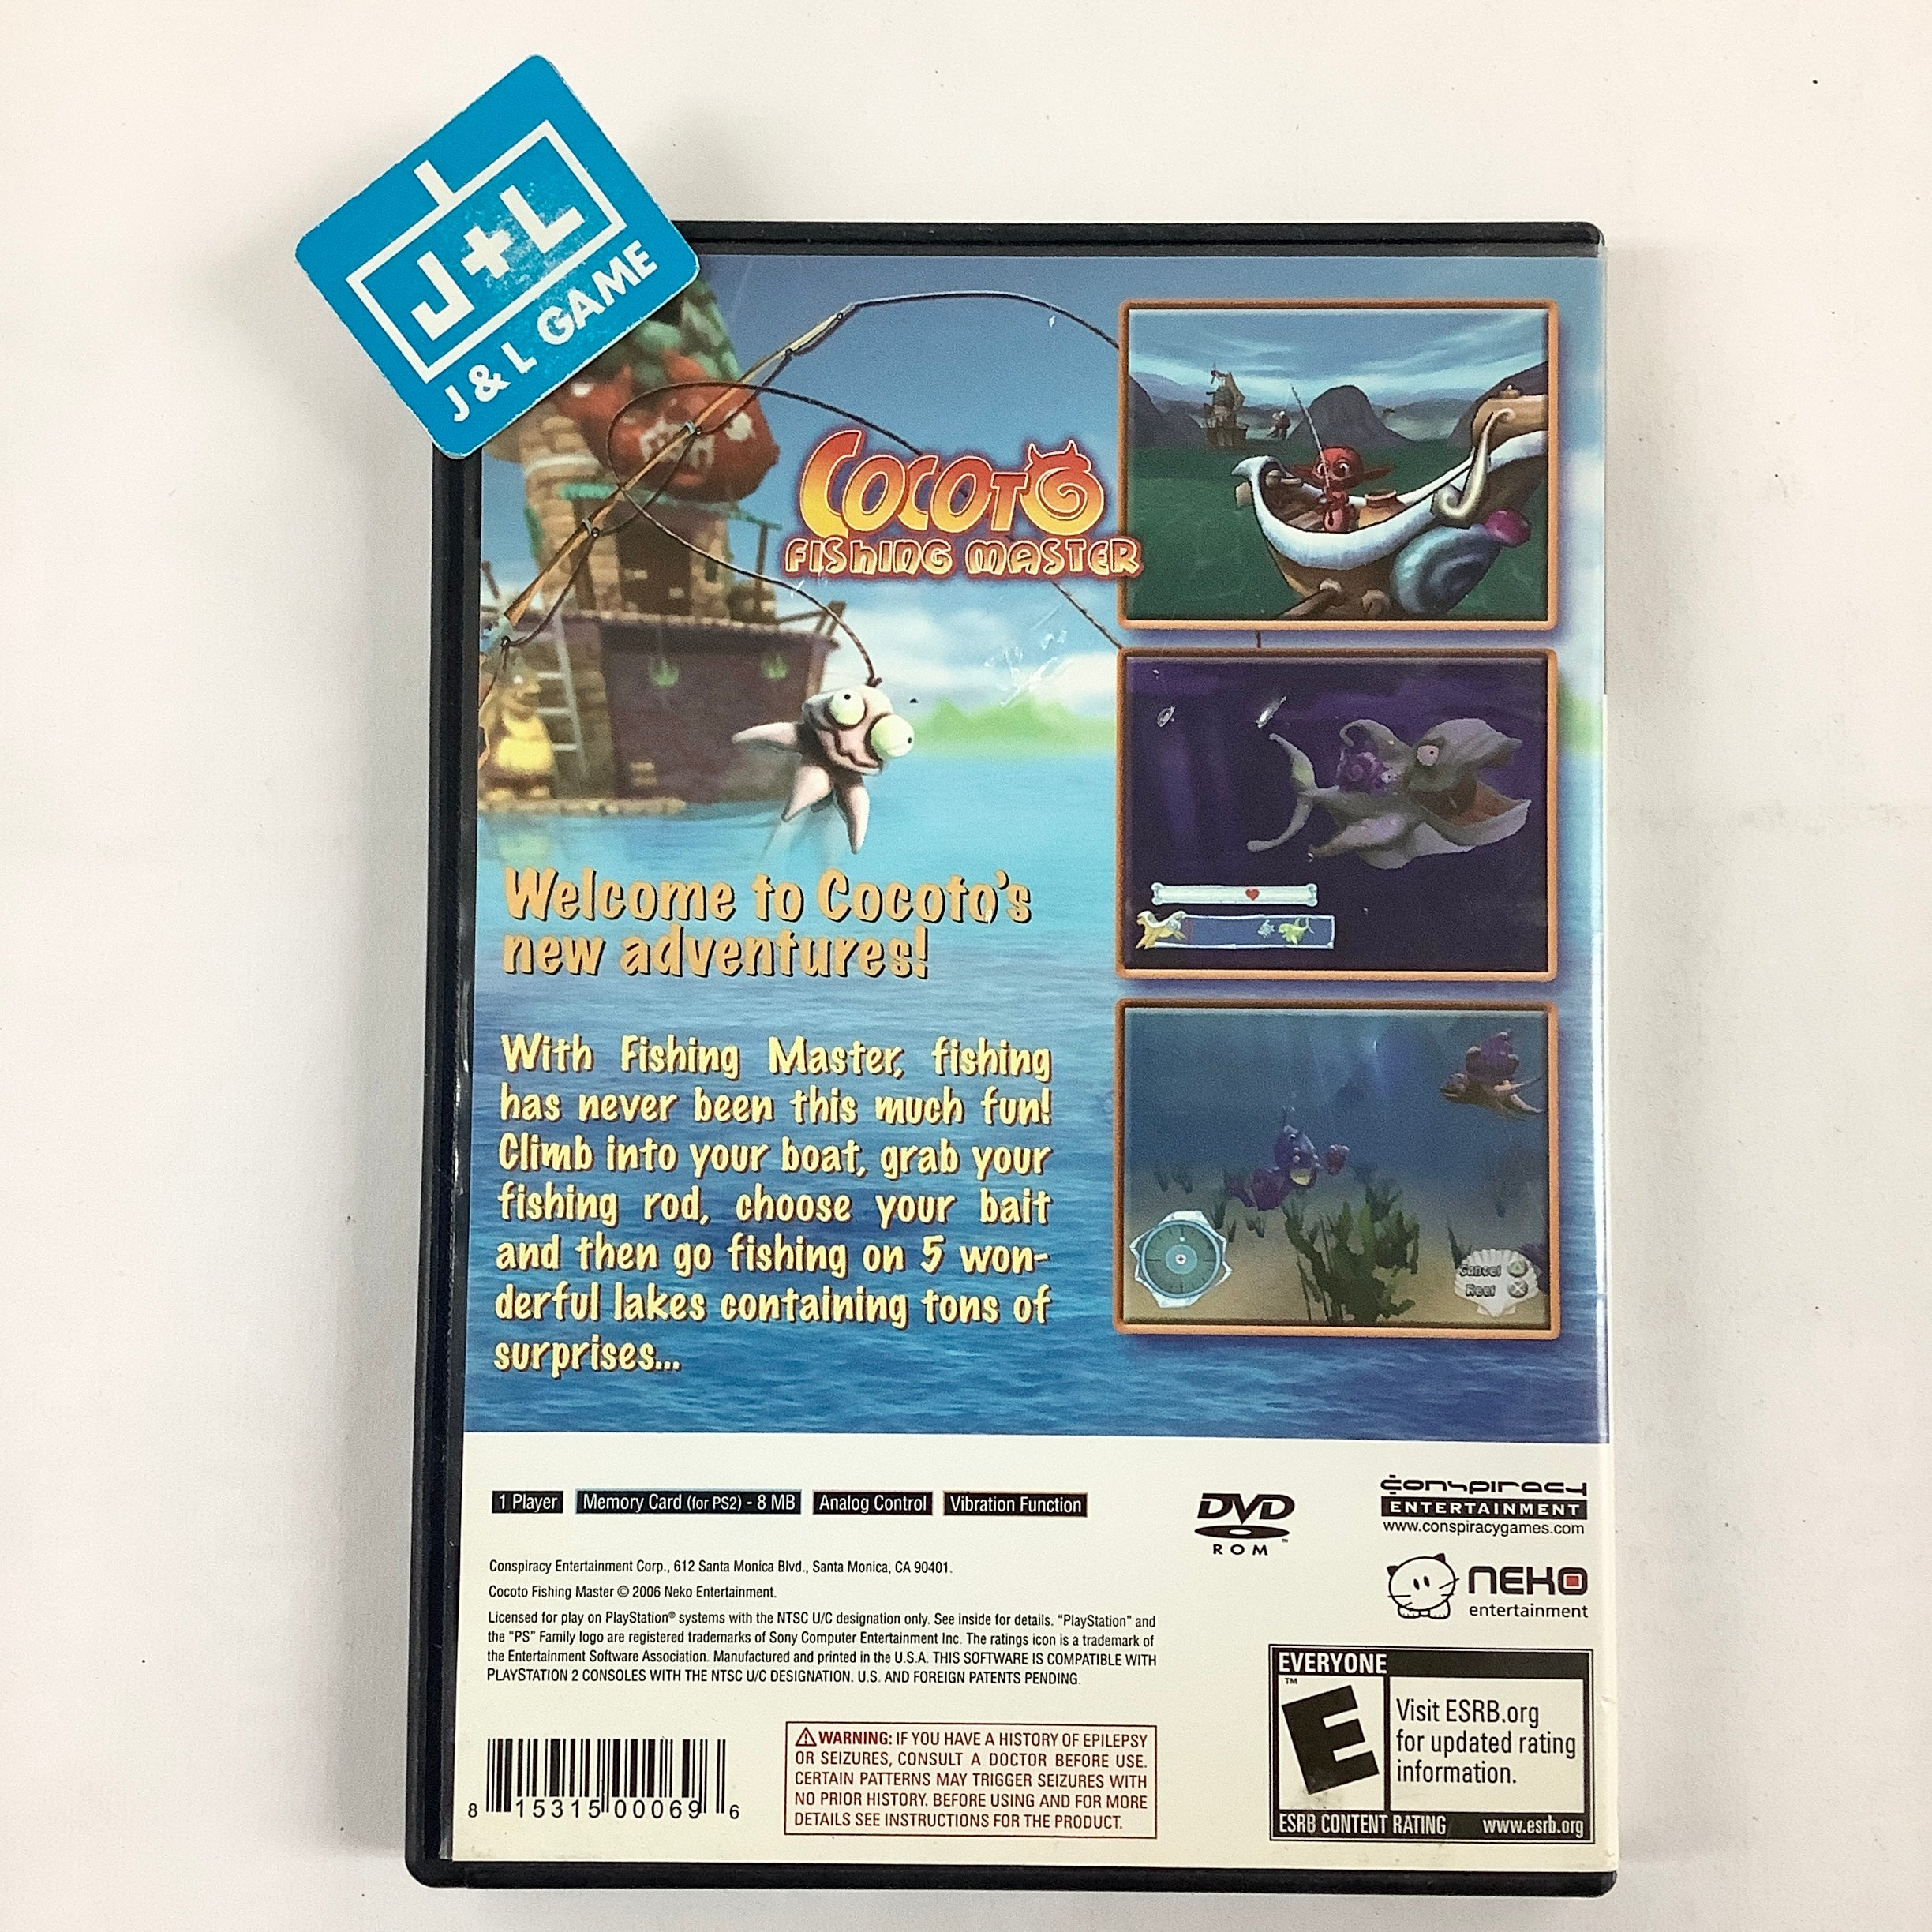 J+L
J & L GAME
COCOTO
FISHING MASTER
Welcome to Cocoto's
new adventures!
With Fishing Master, fishing
has never been this much fun!
Climb into your boat, grab your
fishing rod, choose your bait
and then go fishing on 5 won-
derful lakes containing tons of
surprises...
Cancel
Reel
1 Player
Memory Card (for PS2) - 8 MB
Analog Control
Vibration Function
DVD
ROM
™
conspiracy
ENTERTAINMENT
www.conspiracygames.com
NEKO
entertainment
Conspiracy Entertainment Corp., 612 Santa Monica Blvd., Santa Monica, CA 90401.
Cocoto Fishing Master © 2006 Neko Entertainment.
Licensed for play on PlayStation® systems with the NTSC U/C designation only. See inside for details. "PlayStation" and
the "PS" Family logo are registered trademarks of Sony Computer Entertainment Inc. The ratings icon is a trademark of
the Entertainment Software Association. Manufactured and printed in the U.S.A. THIS SOFTWARE IS COMPATIBLE WITH
PLAYSTATION 2 CONSOLES WITH THE NTSC U/C DESIGNATION. U.S. AND FOREIGN PATENTS PENDING.
8 15315 00069 6
WARNING: IF YOU HAVE A HISTORY OF EPILEPSY
OR SEIZURES, CONSULT A DOCTOR BEFORE USE.
CERTAIN PATTERNS MAY TRIGGER SEIZURES WITH
NO PRIOR HISTORY. BEFORE USING AND FOR MORE
DETAILS SEE INSTRUCTIONS FOR THE PRODUCT.
EVERYONE
™
E
Visit ESRB.org
for updated rating
information.
ESRB CONTENT RATING www.esrb.org